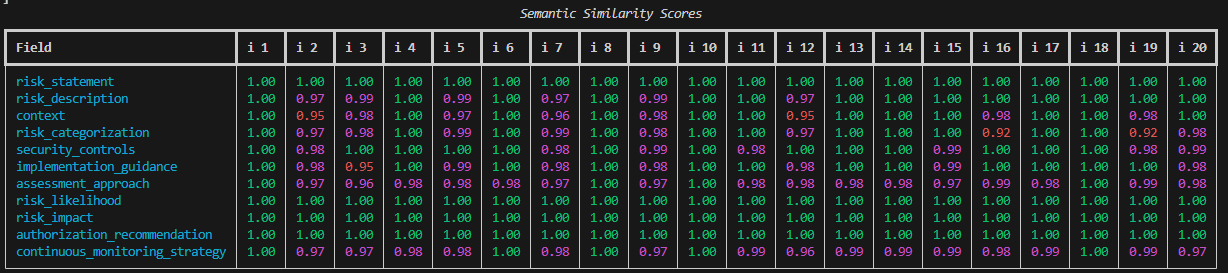 ]
Semantic Similarity Scores
Field i 1 i 2 i 3 i 4 i 5 i 6 i 7 i 8 i 9 i 10 i 11 i 12 i 13 i 14 i 15 i 16 i 17 i 18 i 19 i 20
risk_statement 1.00 1.00 1.00 1.00 1.00 1.00 1.00 1.00 1.00 1.00 1.00 1.00 1.00 1.00 1.00 1.00 1.00 1.00 1.00 1.00
risk_description 1.00 0.97 0.99 1.00 0.99 1.00 0.97 1.00 0.99 1.00 1.00 0.97 1.00 1.00 1.00 1.00 1.00 1.00 1.00 1.00
context 1.00 0.95 0.98 1.00 0.97 1.00 0.96 1.00 0.98 1.00 1.00 0.95 1.00 1.00 1.00 0.98 1.00 1.00 0.98 1.00
risk_categorization 1.00 0.97 0.98 1.00 0.99 1.00 0.99 1.00 0.98 1.00 1.00 0.97 1.00 1.00 1.00 0.92 1.00 1.00 0.92 0.98
security_controls 1.00 0.98 1.00 1.00 1.00 1.00 0.98 1.00 0.99 1.00 0.98 1.00 1.00 1.00 0.99 1.00 1.00 1.00 0.98 0.99
implementation_guidance 1.00 0.98 0.95 1.00 0.99 1.00 0.98 1.00 0.98 1.00 1.00 0.98 1.00 1.00 0.99 1.00 1.00 1.00 1.00 0.98
assessment_approach 1.00 0.97 0.96 0.98 0.98 0.98 0.97 1.00 0.97 1.00 0.98 0.98 0.98 0.98 0.97 0.99 0.98 1.00 0.99 0.98
risk_likelihood 1.00 1.00 1.00 1.00 1.00 1.00 1.00 1.00 1.00 1.00 1.00 1.00 1.00 1.00 1.00 1.00 1.00 1.00 1.00 1.00
risk_impact 1.00 1.00 1.00 1.00 1.00 1.00 1.00 1.00 1.00 1.00 1.00 1.00 1.00 1.00 1.00 1.00 1.00 1.00 1.00 1.00
authorization_recommendation 1.00 1.00 1.00 1.00 1.00 1.00 1.00 1.00 1.00 1.00 1.00 1.00 1.00 1.00 1.00 1.00 1.00 1.00 1.00 1.00
continuous_monitoring_strategy 1.00 0.97 0.97 0.98 0.98 1.00 0.98 1.00 0.97 1.00 0.99 0.96 0.99 0.99 0.99 0.98 0.99 1.00 0.99 0.97